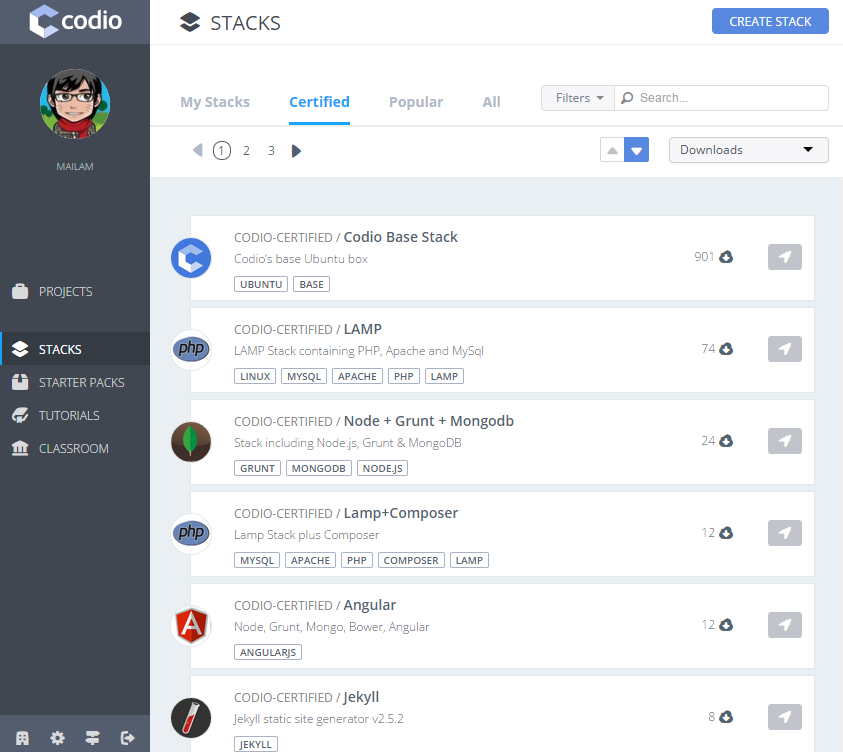 codio
STACKS
CREATE STACK
MAILAM
My Stacks
Certified
Popular
All
Filters
Search...
1
2
3
Downloads
PROJECTS
STACKS
STARTER PACKS
TUTORIALS
CLASSROOM
CODIO-CERTIFIED / Codio Base Stack
Codio's base Ubuntu box
901
UBUNTU BASE
php
CODIO-CERTIFIED / LAMP
LAMP Stack containing PHP, Apache and MySql
74
LINUX MYSQL APACHE PHP LAMP
CODIO-CERTIFIED / Node + Grunt + Mongodb
Stack including Node.js, Grunt & MongoDB
24
GRUNT MONGODB NODE.JS
php
CODIO-CERTIFIED / Lamp+Composer
Lamp Stack plus Composer
12
MYSQL APACHE PHP COMPOSER LAMP
A
CODIO-CERTIFIED / Angular
Node, Grunt, Mongo, Bower, Angular
12
ANGULARJS
CODIO-CERTIFIED / Jekyll
Jekyll static site generator v2.5.2
8
JEKYLL